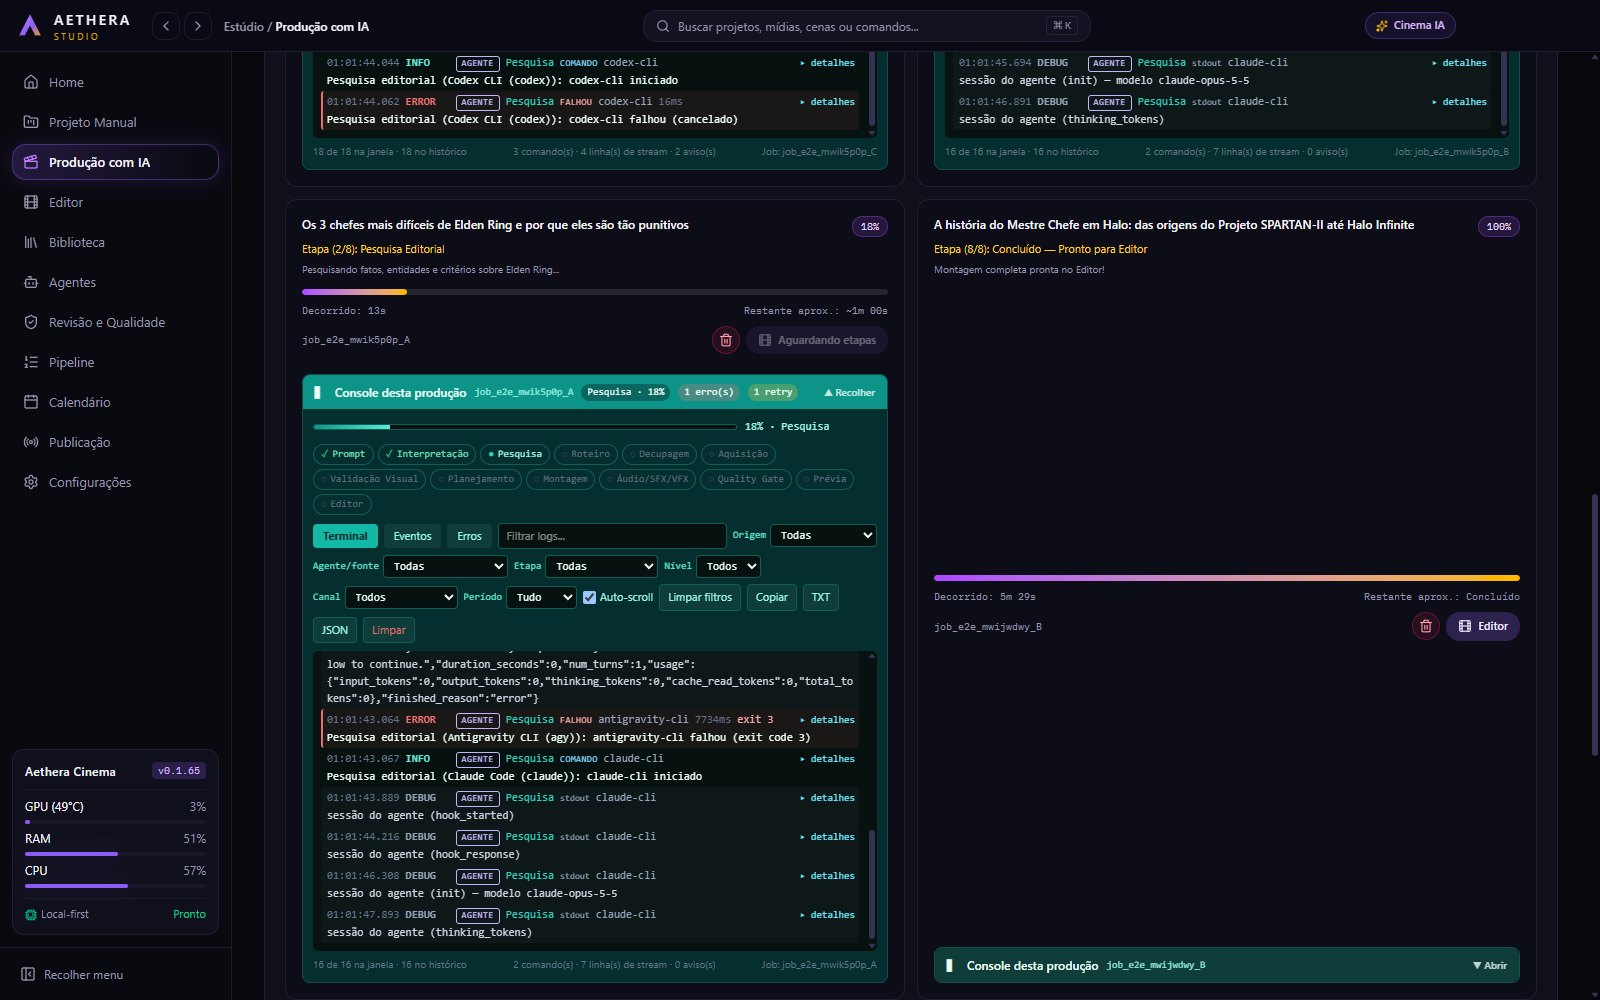 AETHERA
STUDIO
Estúdio / Produção com IA
Buscar projetos, mídias, cenas ou comandos...
⌘ K
Cinema IA
Home
Projeto Manual
Produção com IA
Editor
Biblioteca
Agentes
Revisão e Qualidade
Pipeline
Calendário
Publicação
Configurações
Aethera Cinema v0.1.65
GPU (49°C) 3%
RAM 51%
CPU 57%
Local-first Pronto
Recolher menu
01:01:44.044 INFO AGENTE Pesquisa COMANDO codex-cli ▸ detalhes
Pesquisa editorial (Codex CLI (codex)): codex-cli iniciado
01:01:44.062 ERROR AGENTE Pesquisa FALHOU codex-cli 16ms ▸ detalhes
Pesquisa editorial (Codex CLI (codex)): codex-cli falhou (cancelado)
18 de 18 na janela · 18 no histórico 3 comando(s) · 4 linha(s) de stream · 2 aviso(s) Job: job_e2e_mwik5p0p_C
01:01:45.694 DEBUG AGENTE Pesquisa stdout claude-cli ▸ detalhes
sessão do agente (init) — modelo claude-opus-5-5
01:01:46.891 DEBUG AGENTE Pesquisa stdout claude-cli ▸ detalhes
sessão do agente (thinking_tokens)
16 de 16 na janela · 16 no histórico 2 comando(s) · 7 linha(s) de stream · 0 aviso(s) Job: job_e2e_mwik5p0p_B
Os 3 chefes mais difíceis de Elden Ring e por que eles são tão punitivos 18%
Etapa (2/8): Pesquisa Editorial
Pesquisando fatos, entidades e critérios sobre Elden Ring...
Decorrido: 13s Restante aprox.: ~1m 00s
job_e2e_mwik5p0p_A Aguardando etapas
Console desta produção job_e2e_mwik5p0p_A Pesquisa · 18% 1 erro(s) 1 retry ▲ Recolher
18% · Pesquisa
✓ Prompt ✓ Interpretação ● Pesquisa ○ Roteiro ○ Decupagem ○ Aquisição
○ Validação Visual ○ Planejamento ○ Montagem ○ Áudio/SFX/VFX ○ Quality Gate ○ Prévia
○ Editor
Terminal Eventos Erros Filtrar logs... Origem Todas
Agente/fonte Todas Etapa Todas Nível Todos
Canal Todos Período Tudo Auto-scroll Limpar filtros Copiar TXT
JSON Limpar
low to continue.","duration_seconds":0,"num_turns":1,"usage":
{"input_tokens":0,"output_tokens":0,"thinking_tokens":0,"cache_read_tokens":0,"total_to
kens":0},"finished_reason":"error"}
01:01:43.064 ERROR AGENTE Pesquisa FALHOU antigravity-cli 7734ms exit 3 ▸ detalhes
Pesquisa editorial (Antigravity CLI (agy)): antigravity-cli falhou (exit code 3)
01:01:43.067 INFO AGENTE Pesquisa COMANDO claude-cli ▸ detalhes
Pesquisa editorial (Claude Code (claude)): claude-cli iniciado
01:01:43.889 DEBUG AGENTE Pesquisa stdout claude-cli ▸ detalhes
sessão do agente (hook_started)
01:01:44.216 DEBUG AGENTE Pesquisa stdout claude-cli ▸ detalhes
sessão do agente (hook_response)
01:01:46.308 DEBUG AGENTE Pesquisa stdout claude-cli ▸ detalhes
sessão do agente (init) — modelo claude-opus-5-5
01:01:47.893 DEBUG AGENTE Pesquisa stdout claude-cli ▸ detalhes
sessão do agente (thinking_tokens)
16 de 16 na janela · 16 no histórico 2 comando(s) · 7 linha(s) de stream · 0 aviso(s) Job: job_e2e_mwik5p0p_A
A história do Mestre Chefe em Halo: das origens do Projeto SPARTAN-II até Halo Infinite 100%
Etapa (8/8): Concluído — Pronto para Editor
Montagem completa pronta no Editor!
Decorrido: 5m 29s Restante aprox.: Concluído
job_e2e_mwijwdwy_B Editor
Console desta produção job_e2e_mwijwdwy_B ▼ Abrir